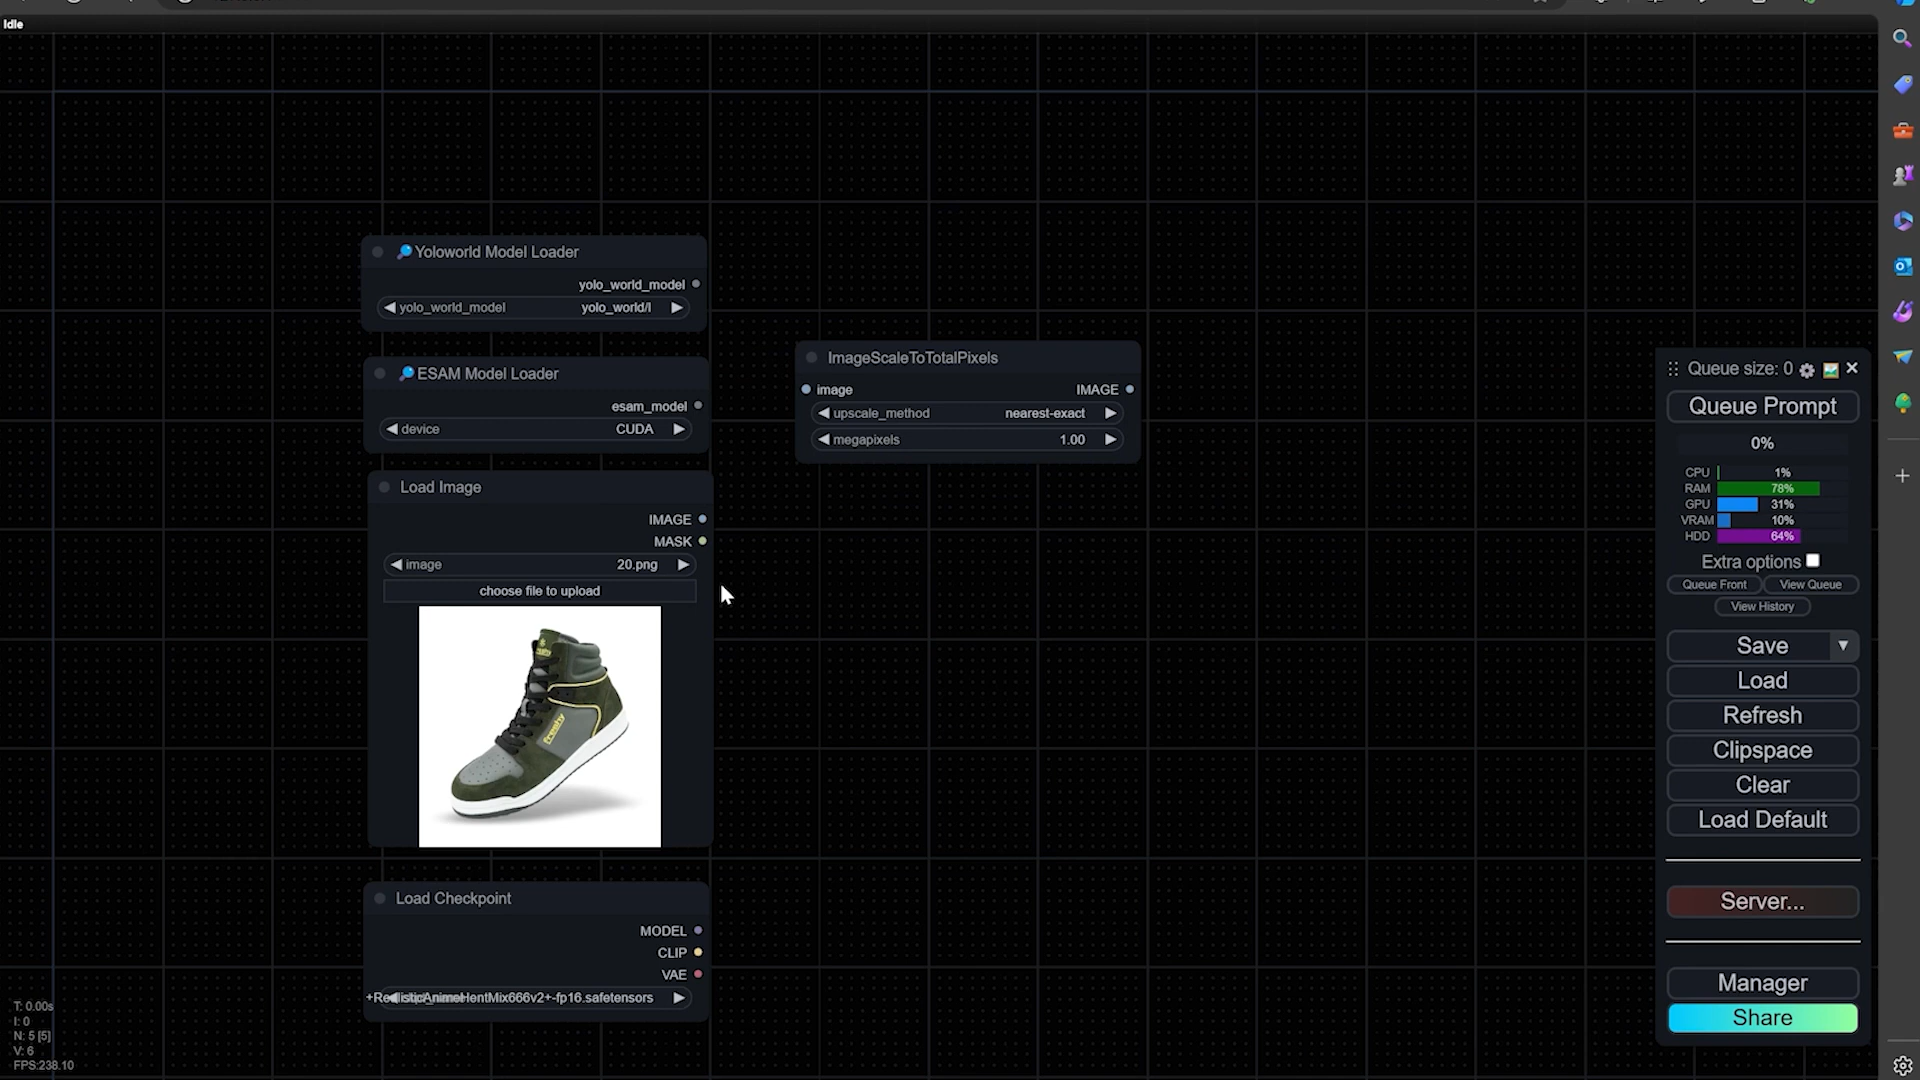 Idle
Yoloworld Model Loader
yolo_world_model
yolo_world_model yolo_world/l
ESAM Model Loader
esam_model
device CUDA
ImageScaleToTotalPixels
image IMAGE
upscale_method nearest-exact
megapixels 1.00
Load Image
IMAGE
MASK
image 20.png
choose file to upload
freshy
Load Checkpoint
MODEL
CLIP
VAE
T: 0.00s
I: 0
N: 5 [5]
V: 6
FPS:238.10
Queue size: 0
Queue Prompt
0%
CPU 1%
RAM 78%
GPU 31%
VRAM 10%
HDD 64%
Extra options
Queue Front View Queue
View History
Save
Load
Refresh
Clipspace
Clear
Load Default
Server...
Manager
Share